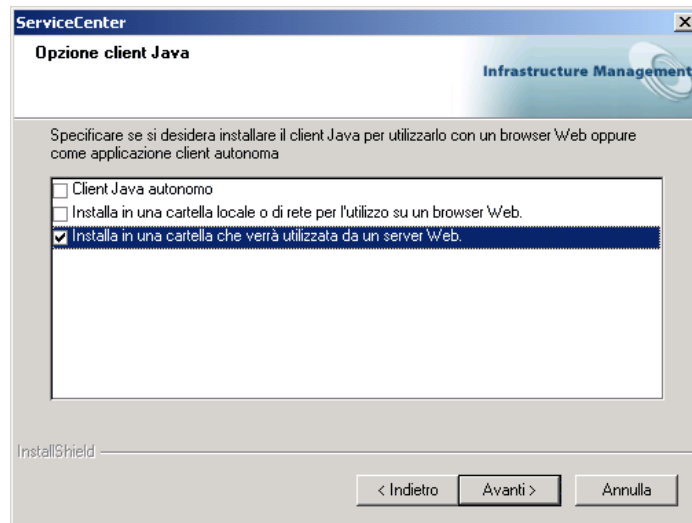 ServiceCenter
Opzione client Java
Infrastructure Management
Specificare se si desidera installare il client Java per utilizzarlo con un browser Web oppure
come applicazione client autonoma
Client Java autonomo
Installa in una cartella locale o di rete per l'utilizzo su un browser Web.
Installa in una cartella che verrà utilizzata da un server Web.
InstallShield
< Indietro
Avanti >
Annulla